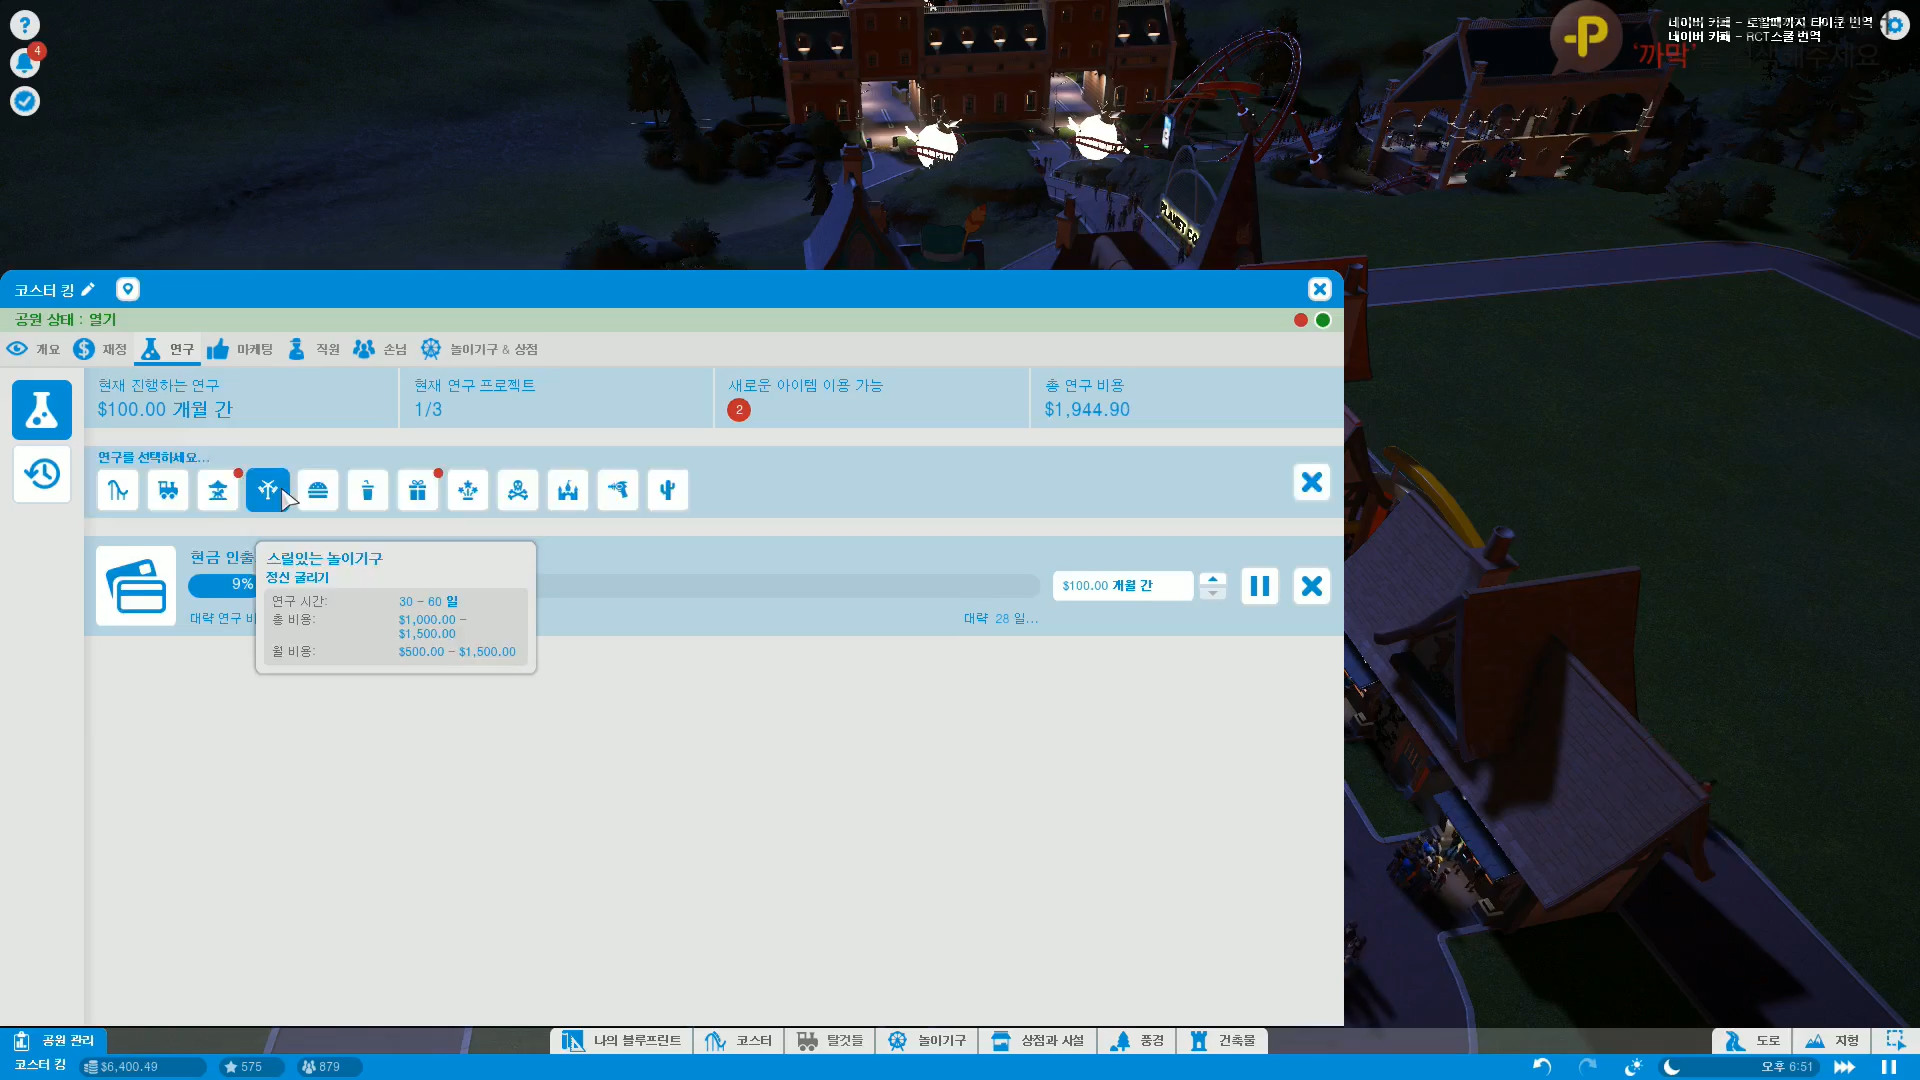 네이버 카페 - 로할때까지 타이쿤 번역
네이버 카페 - RCT스쿨 번역
'까막'
4
PLANET CO
코스터 킹
공원 상태 : 열기
개요
재정
연구
마케팅
직원
손님
놀이기구 & 상점
현재 진행하는 연구
$100.00 개월 간
현재 연구 프로젝트
1/3
새로운 아이템 이용 가능
2
총 연구 비용
$1,944.90
연구를 선택하세요...
현금 인출
9%
대략 연구 비
대략 28 일...
$100.00 개월 간
스릴있는 놀이기구
정신 굴리기
연구 시간: 30 - 60 일
총 비용: $1,000.00 -
$1,500.00
월 비용: $500.00 - $1,500.00
공원 관리
나의 블루프린트
코스터
탈것들
놀이기구
상점과 시설
풍경
건축물
도로
지형
코스터 킹
$6,400.49
575
879
오후 6:51